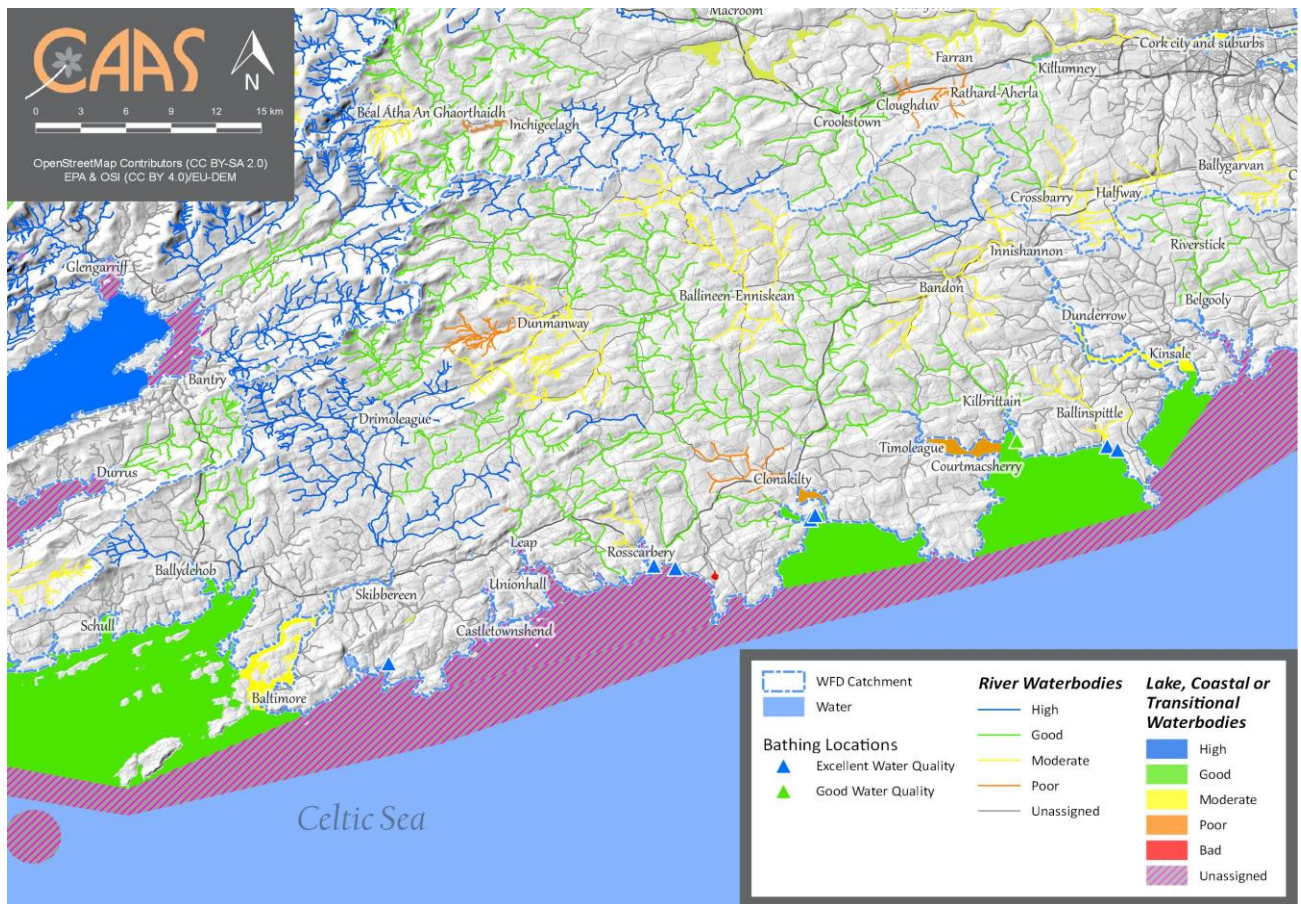 CAAS
N
0 3 6 9 12 15 km
OpenStreetMap Contributors (CC BY-SA 2.0)
EPA & OSI (CC BY 4.0)/EU-DEM
Macroom
Cork city and suburbs
Farran
Killumney
Rathard-Aherla
Cloughduv
Béal Átha An Ghaorthaidh
Inchigeelagh
Crookstown
Ballygarvan
Crossbarry
Halfway
Innishannon
Riverstick
Glengarriff
Bandon
Ballineen-Enniskean
Belgooly
Dunmanway
Dunderrow
Kinsale
Bantry
Kilbrittain
Drimoleague
Ballinspittle
Timoleague
Courtmacsherry
Durrus
Clonakilty
Leap
Rosscarbery
Ballydehob
Unionhall
Skibbereen
Schull
Castletownshend
Baltimore
Celtic Sea
WFD Catchment
Water
Bathing Locations
Excellent Water Quality
Good Water Quality
River Waterbodies
High
Good
Moderate
Poor
Unassigned
Lake, Coastal or
Transitional
Waterbodies
High
Good
Moderate
Poor
Bad
Unassigned